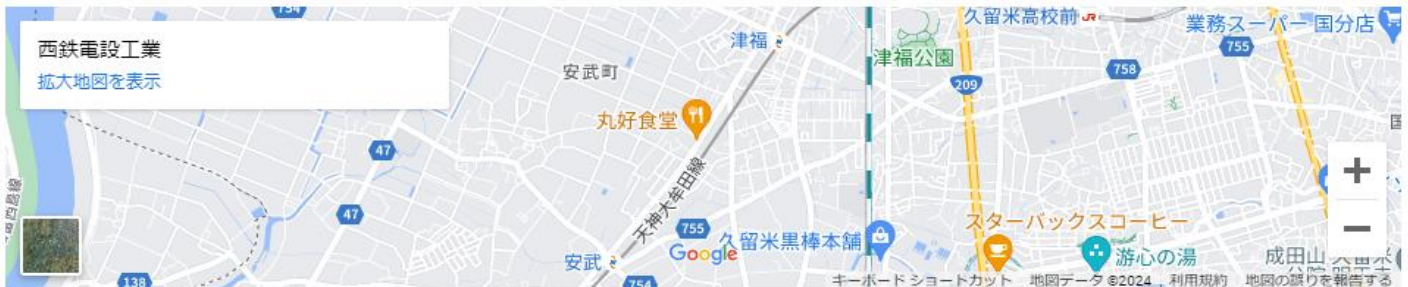 西鉄電設工業
拡大地図を表示
754
津福
安武町
丸好食堂
47
47
天神大牟田線
755
Google
久留米黒棒本舗
安武
138
754
久留米高校前
JR
津福公園
業務スーパー 国分店
755
758
209
国
スターバックスコーヒー
游心の湯
成田山 久留米
キーボード ショートカット
地図データ ©2024
利用規約
地図の誤りを報告する
+
−